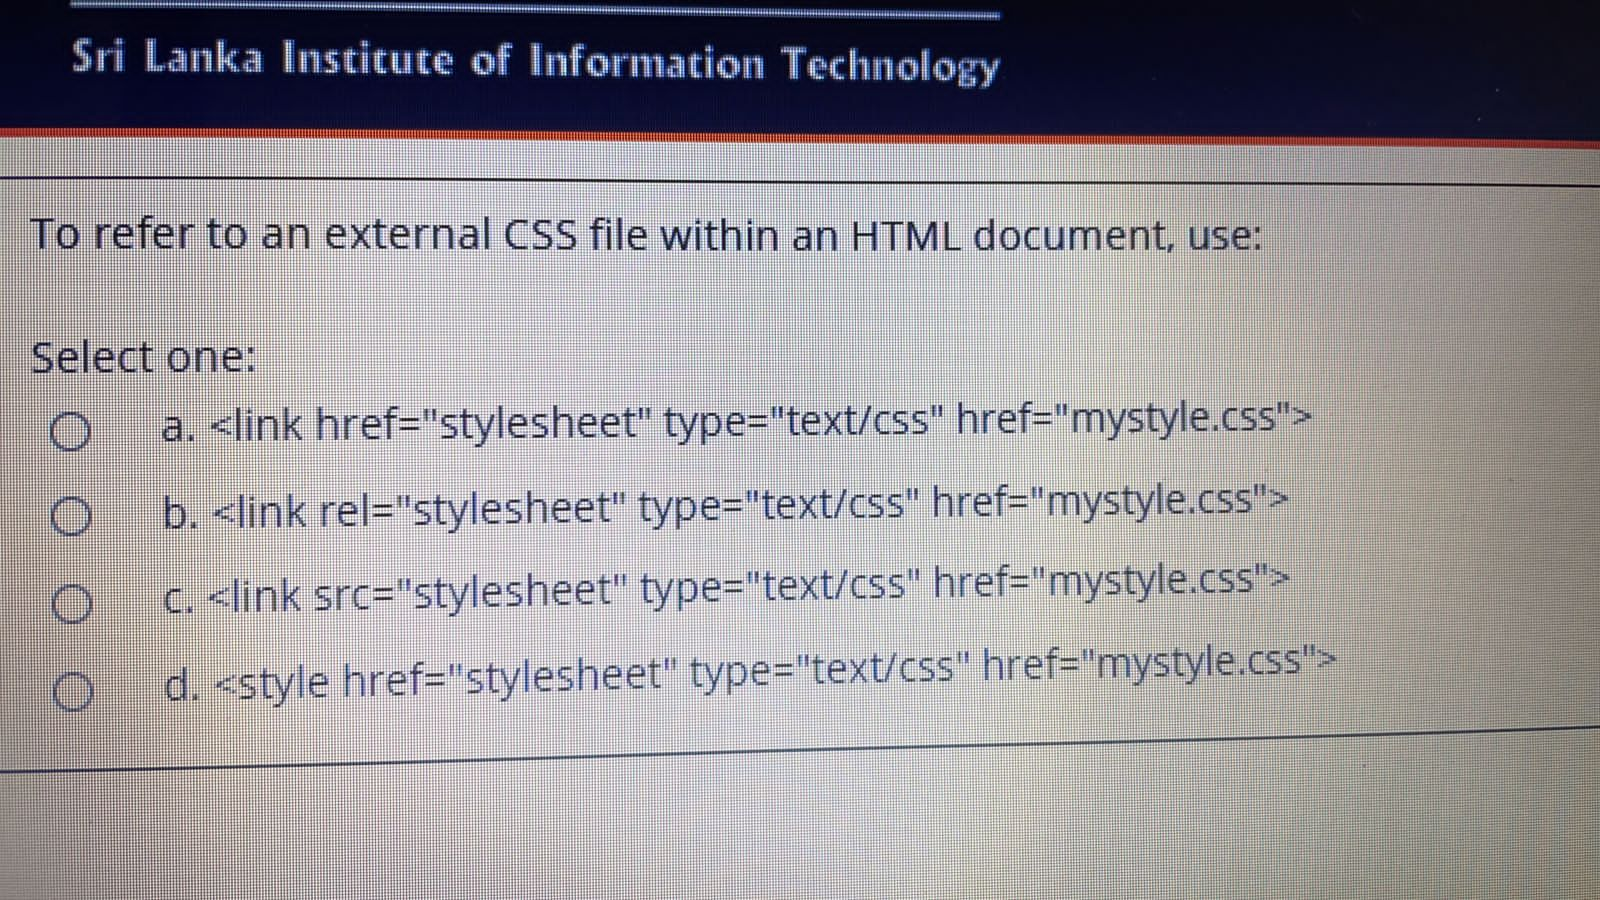 Sri Lanka Institute of Information Technology
To refer to an external CSS file within an HTML document, use:
Select one:
a. <link href="stylesheet" type="text/css" href="mystyle.css">
b. <link rel="stylesheet" type="text/css" href="mystyle.css">
c. <link src="stylesheet" type="text/css" href="mystyle.css">
d. <style href="stylesheet" type="text/css" href="mystyle.css">